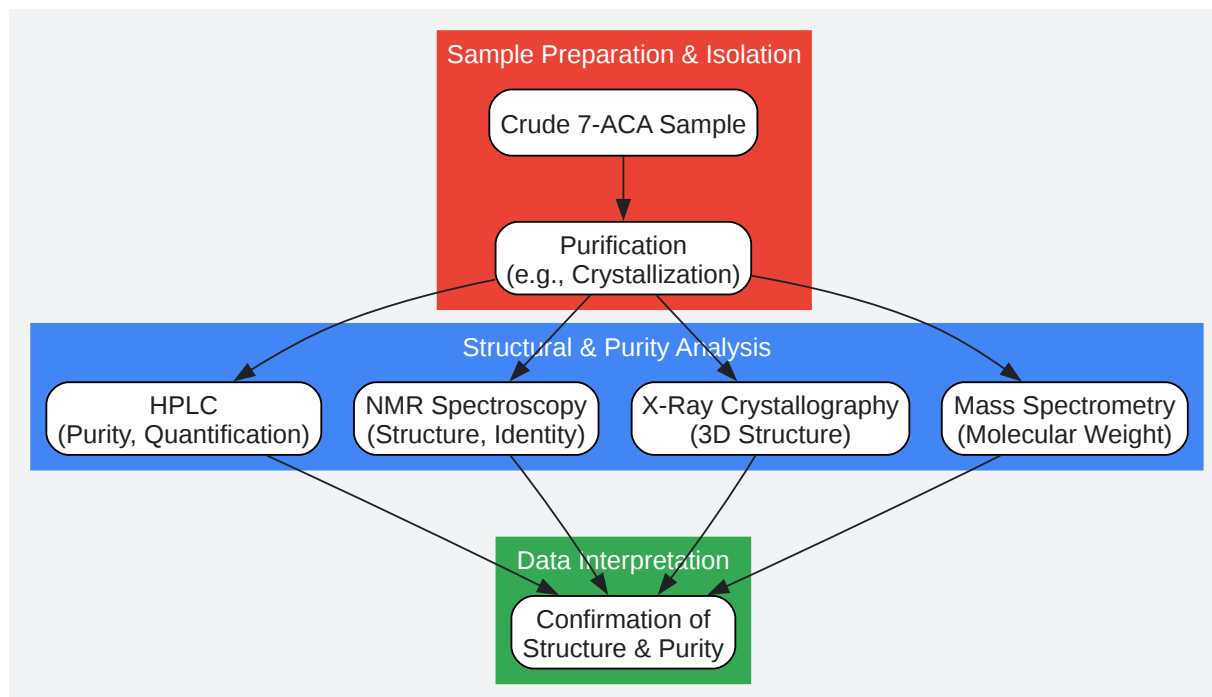 Sample Preparation & Isolation
Crude 7-ACA Sample
Purification
(e.g., Crystallization)
Structural & Purity Analysis
HPLC
(Purity, Quantification)
NMR Spectroscopy
(Structure, Identity)
X-Ray Crystallography
(3D Structure)
Mass Spectrometry
(Molecular Weight)
Data Interpretation
Confirmation of
Structure & Purity